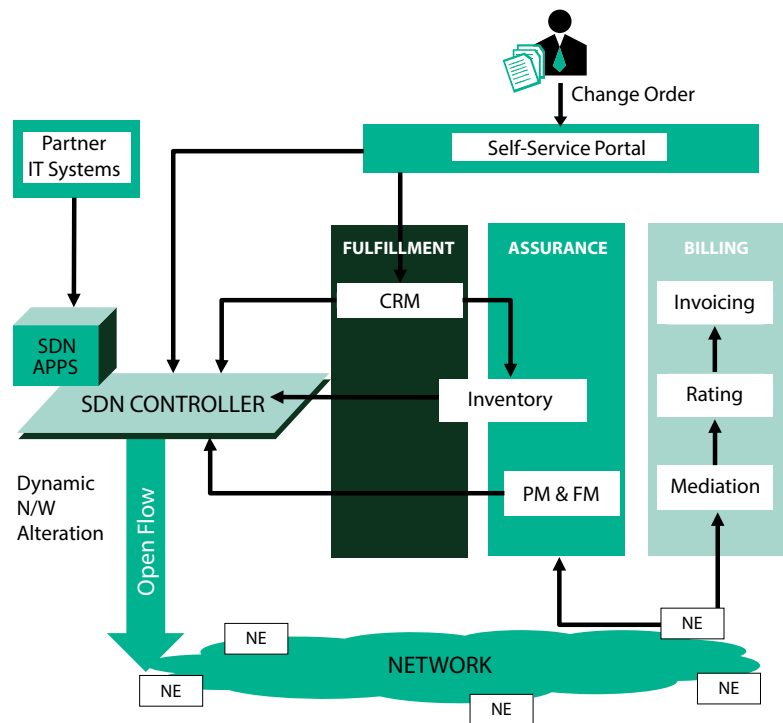 Change Order
Partner
IT Systems
Self-Service Portal
FULFILLMENT
ASSURANCE
BILLING
CRM
Invoicing
SDN
APPS
SDN CONTROLLER
Inventory
Rating
Dynamic
N/W
Alteration
Open Flow
PM & FM
Mediation
NE
NE
NETWORK
NE
NE
NE